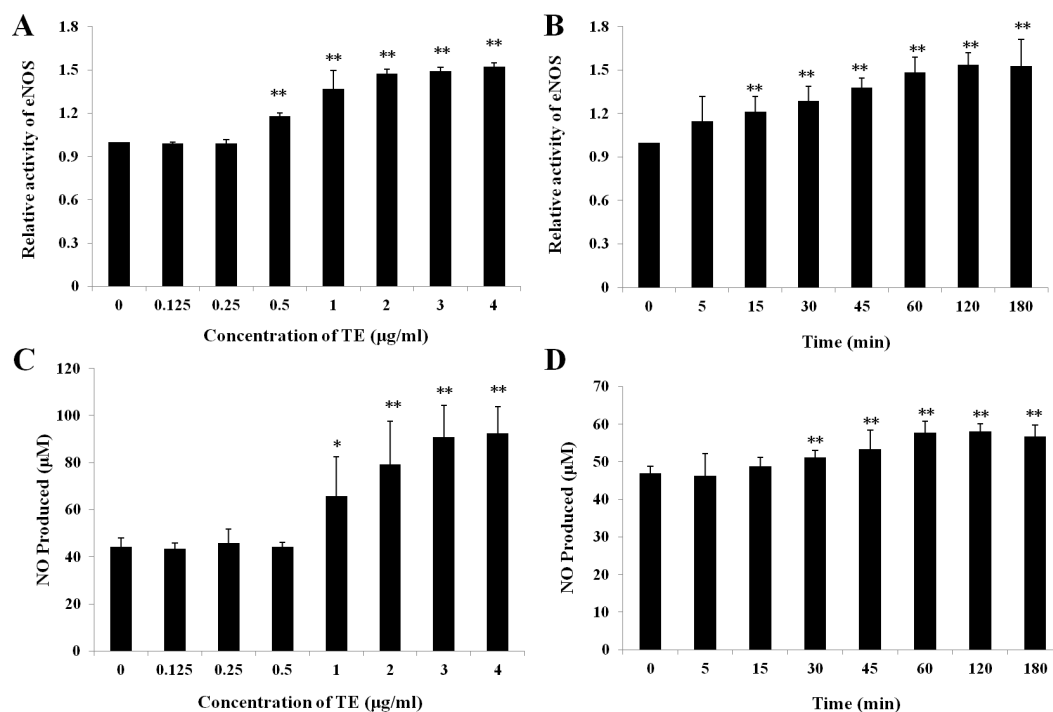 A
Relative activity of eNOS
1.8
1.5
1.2
0.9
0.6
0.3
0
** ** ** ** **
0 0.125 0.25 0.5 1 2 3 4
Concentration of TE (µg/ml)
B
Relative activity of eNOS
1.8
1.5
1.2
0.9
0.6
0.3
0
** ** ** ** ** **
0 5 15 30 45 60 120 180
Time (min)
C
NO Produced (µM)
120
100
80
60
40
20
0
* ** ** **
0 0.125 0.25 0.5 1 2 3 4
Concentration of TE (µg/ml)
D
NO Produced (µM)
70
60
50
40
30
20
10
0
** ** ** ** **
0 5 15 30 45 60 120 180
Time (min)